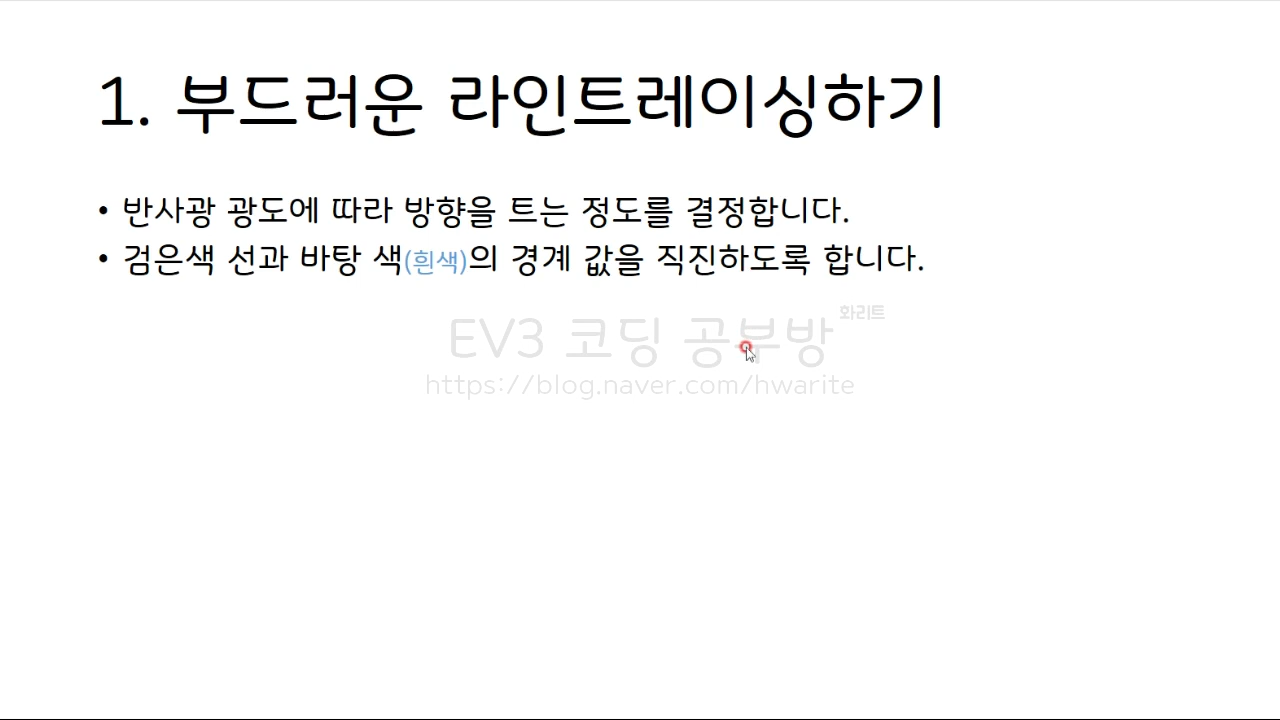 1. 부드러운 라인트레이싱하기
• 반사광 광도에 따라 방향을 트는 정도를 결정합니다.
• 검은색 선과 바탕 색(흰색)의 경계 값을 직진하도록 합니다.
화리트
EV3 코딩 공부방
https://blog.naver.com/hwarite